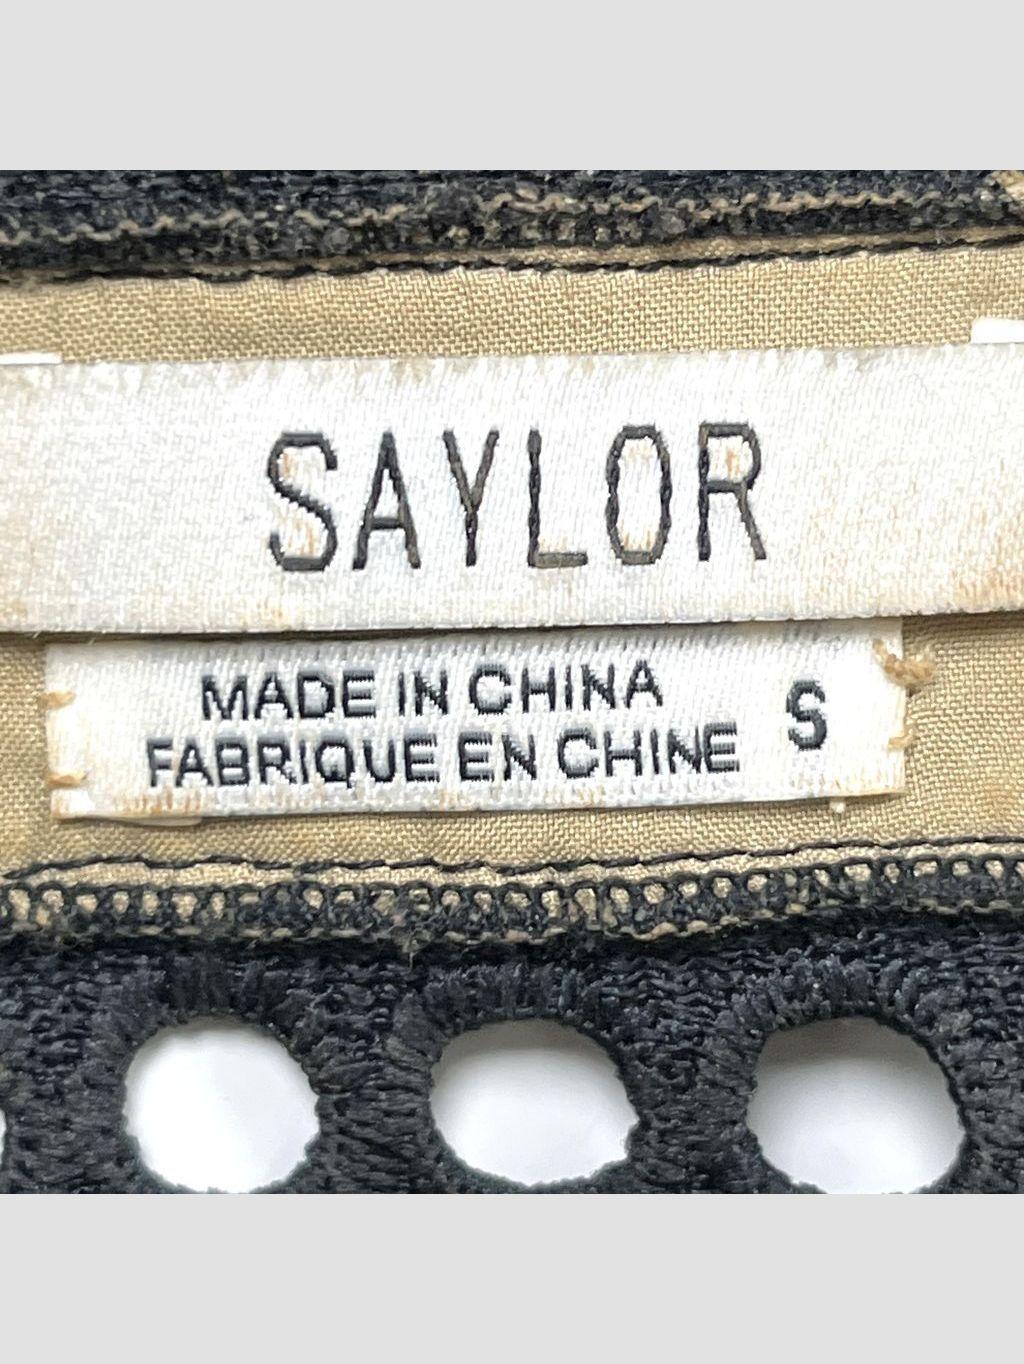 SAYLOR
MADE IN CHINA
FABRIQUE EN CHINE
S